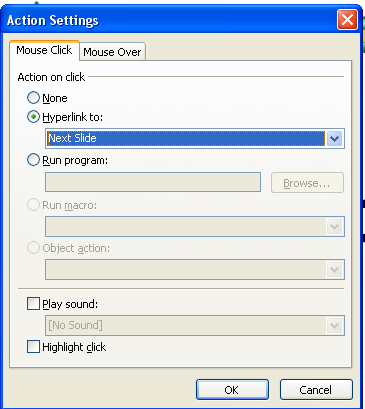 Action Settings
Mouse Click Mouse Over
Action on click
None
Hyperlink to:
Next Slide
Run program:
Browse...
Run macro:
Object action:
Play sound:
[No Sound]
Highlight click
OK Cancel